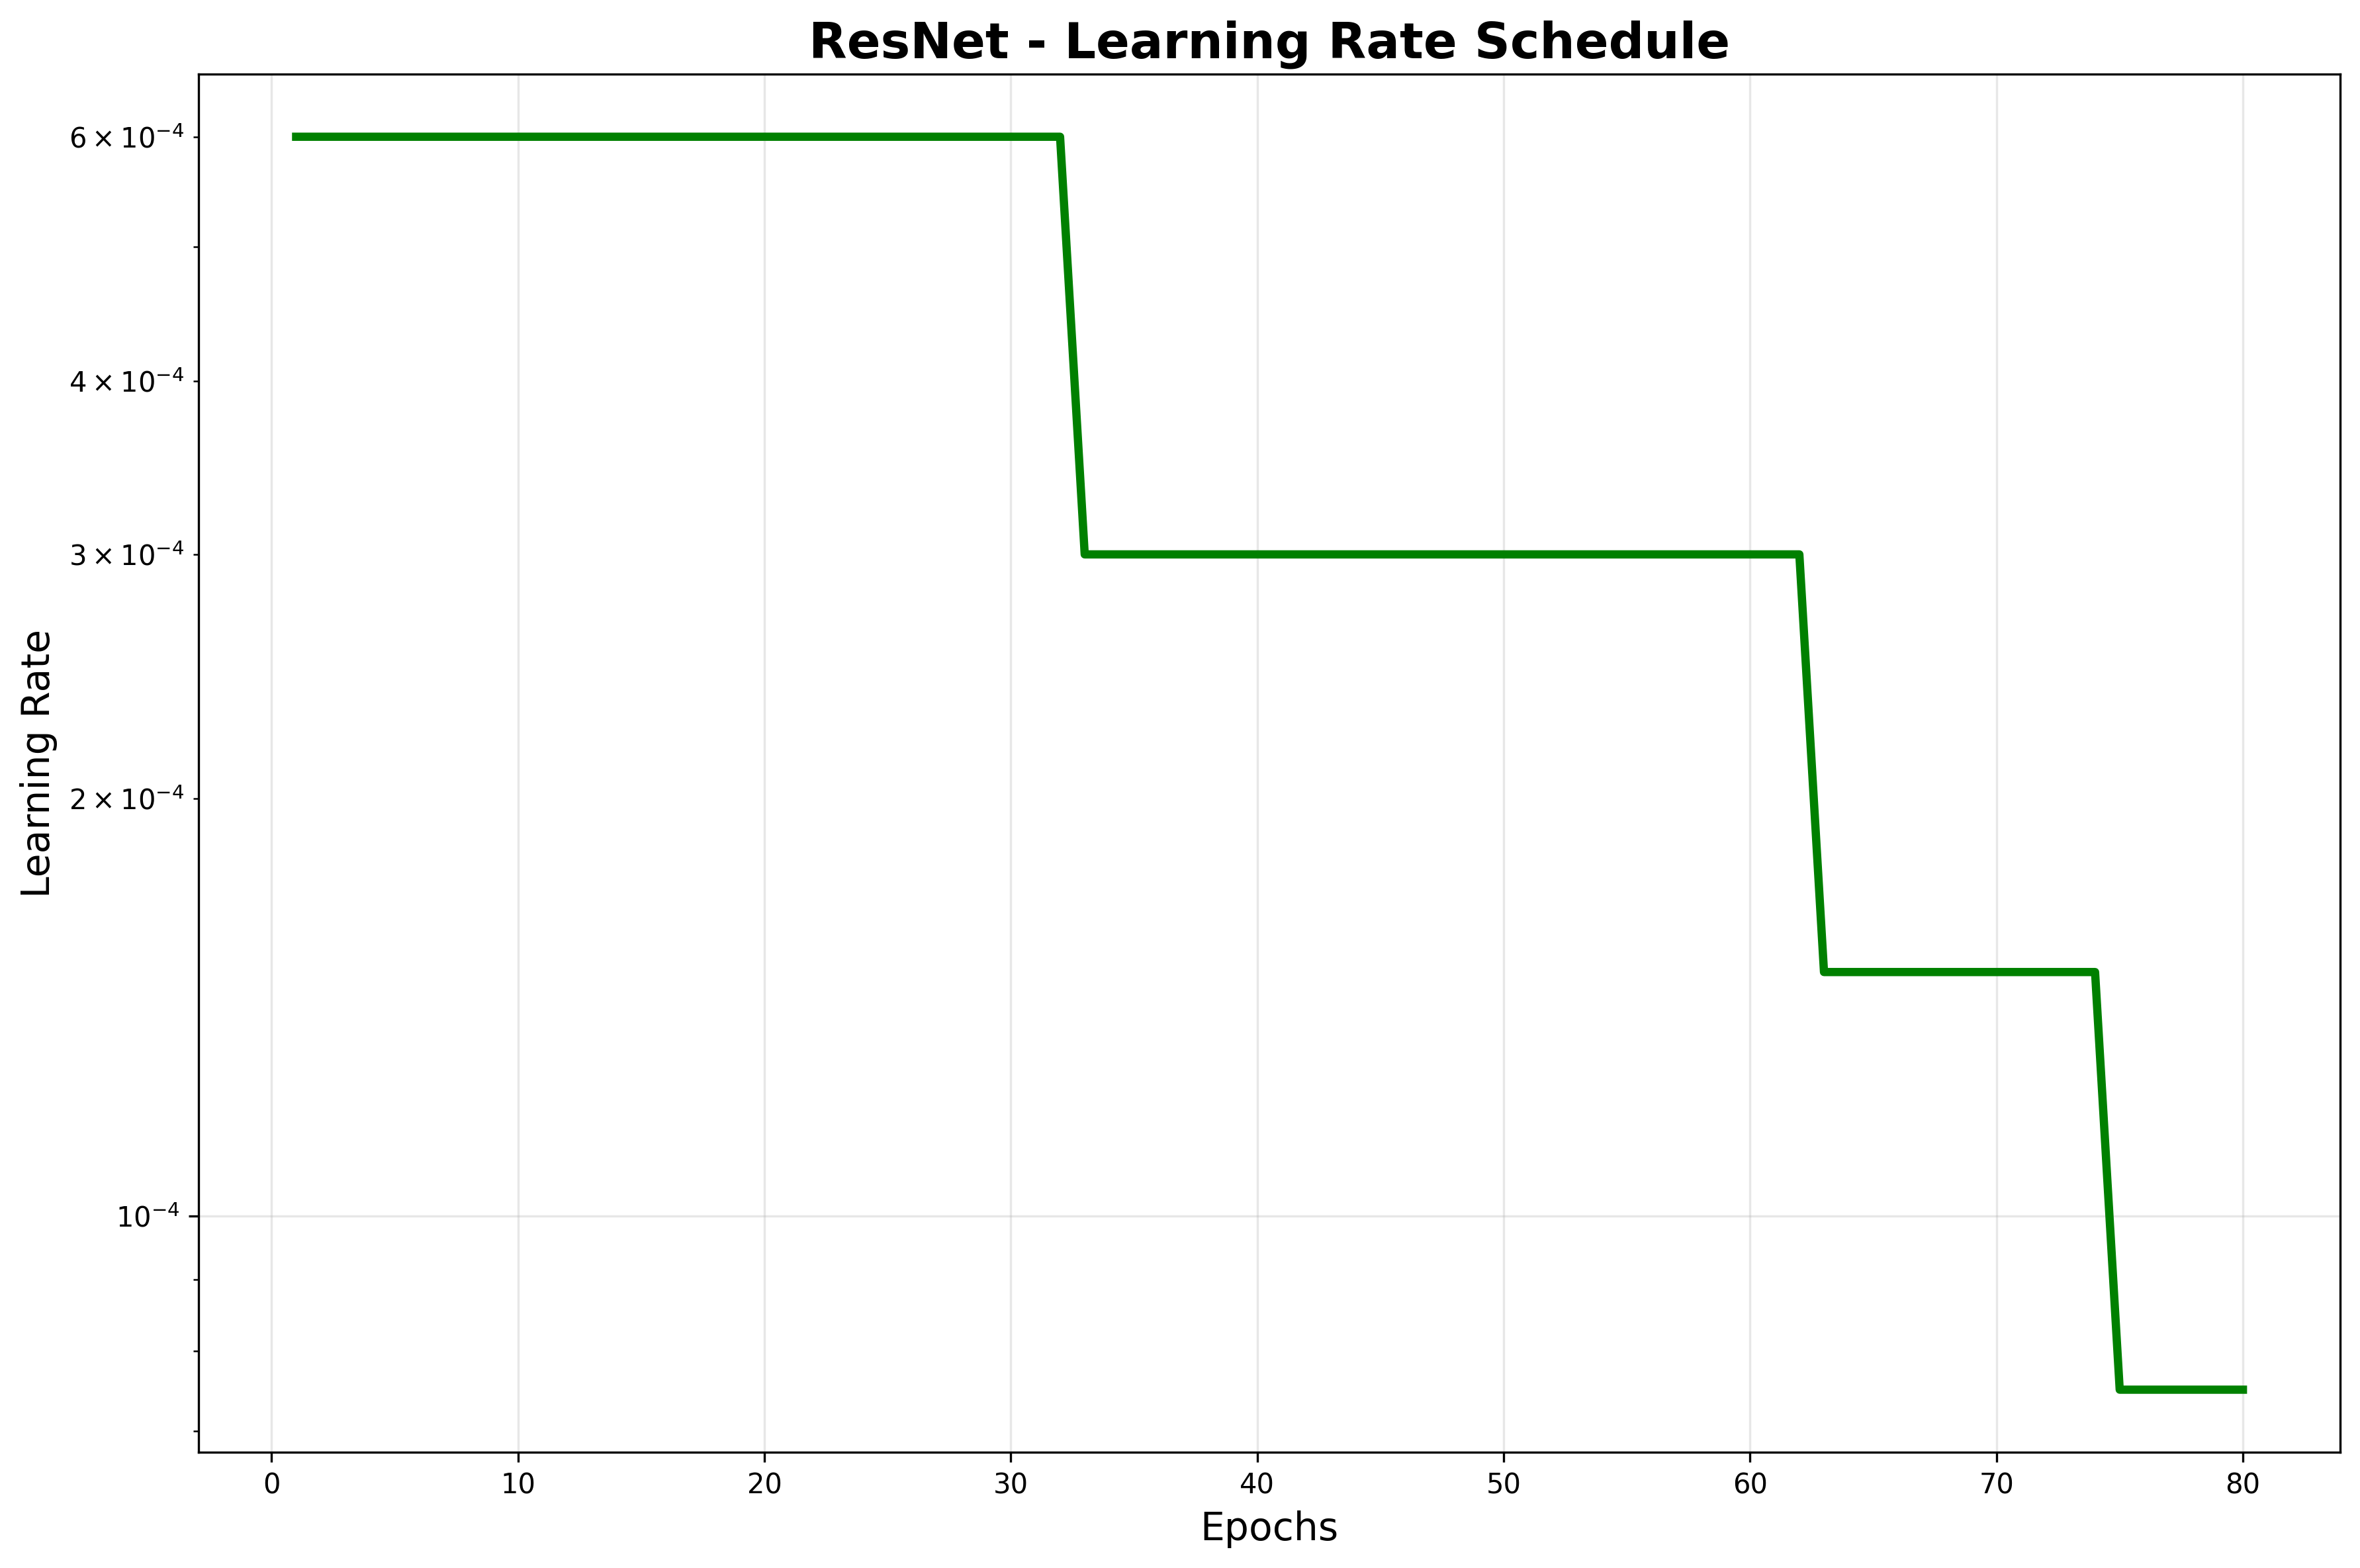 ResNet - Learning Rate Schedule
6 × 10⁻⁴
4 × 10⁻⁴
3 × 10⁻⁴
2 × 10⁻⁴
10⁻⁴
Learning Rate
0 10 20 30 40 50 60 70 80
Epochs